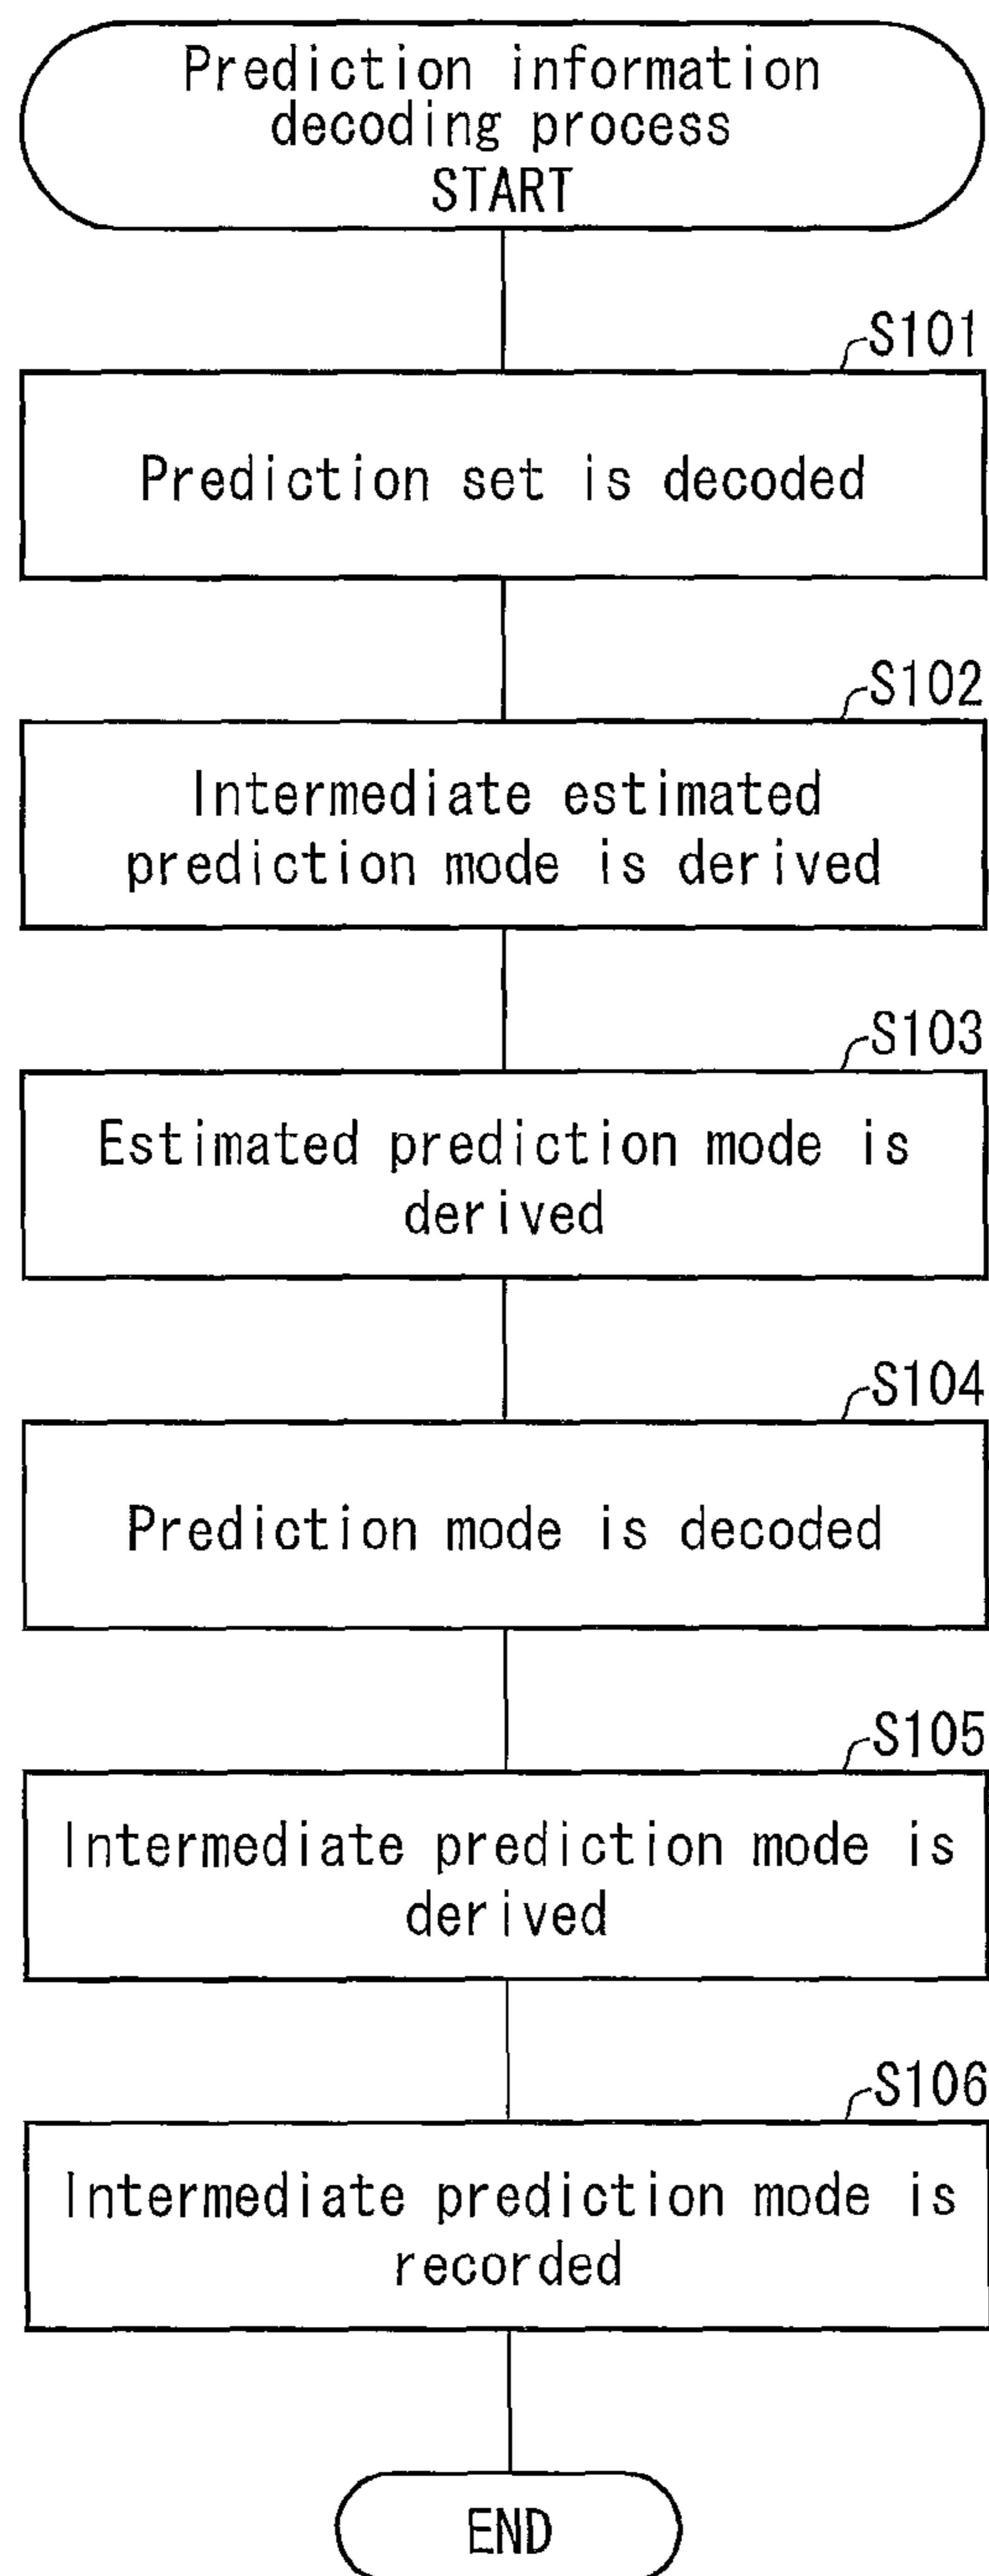 Prediction information
decoding process
START
S101
Prediction set is decoded
S102
Intermediate estimated
prediction mode is derived
S103
Estimated prediction mode is
derived
S104
Prediction mode is decoded
S105
Intermediate prediction mode is
derived
S106
Intermediate prediction mode is
recorded
END